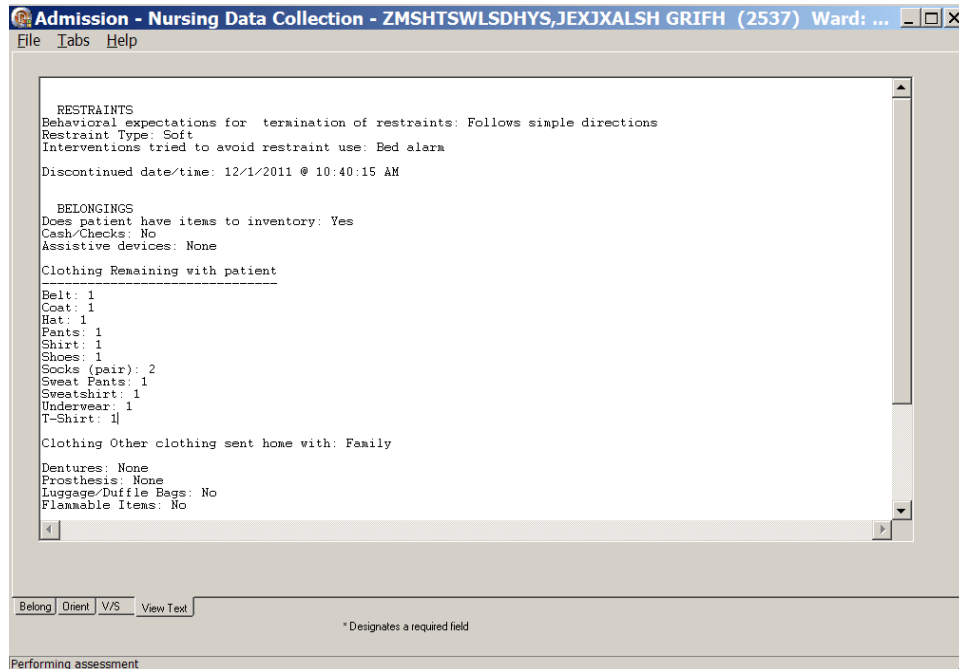 Admission - Nursing Data Collection - ZMSHTSWLSDHYS,JEXJXALSH GRIFH (2537) Ward: ...
File Tabs Help
RESTRAINTS
Behavioral expectations for termination of restraints: Follows simple directions
Restraint Type: Soft
Interventions tried to avoid restraint use: Bed alarm
Discontinued date/time: 12/1/2011 @ 10:40:15 AM
BELONGINGS
Does patient have items to inventory: Yes
Cash/Checks: No
Assistive devices: None
Clothing Remaining with patient
-------------------------------
Belt: 1
Coat: 1
Hat: 1
Pants: 1
Shirt: 1
Shoes: 1
Socks (pair): 2
Sweat Pants: 1
Sweatshirt: 1
Underwear: 1
T-Shirt: 1
Clothing Other clothing sent home with: Family
Dentures: None
Prosthesis: None
Luggage/Duffle Bags: No
Flammable Items: No
Belong Orient V/S View Text
* Designates a required field
Performing assessment